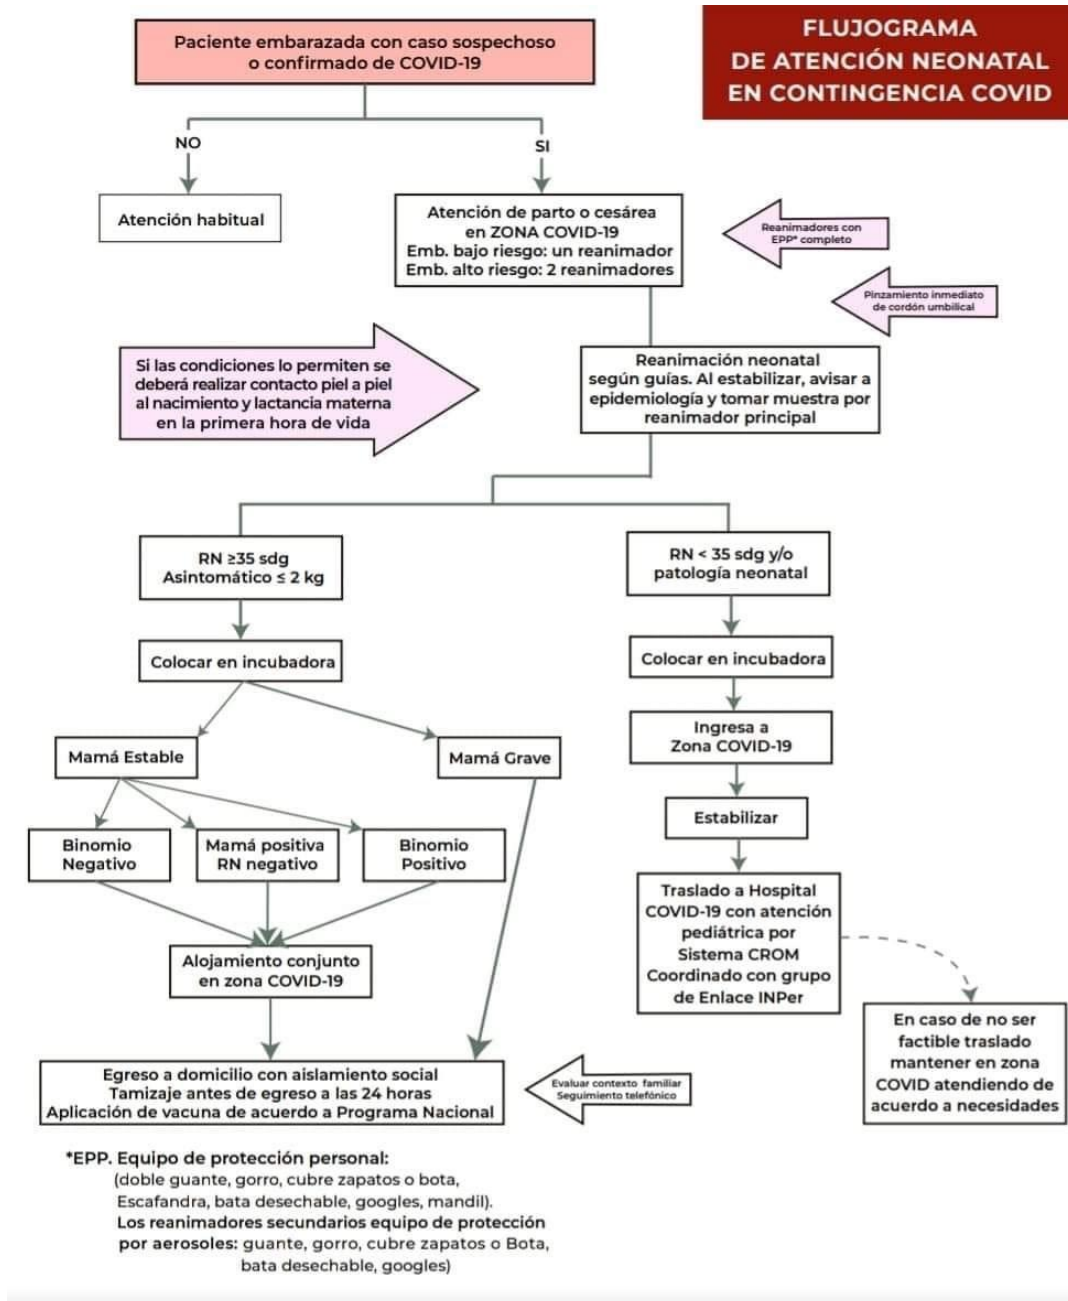 FLUJOGRAMA
DE ATENCIÓN NEONATAL
EN CONTINGENCIA COVID
Paciente embarazada con caso sospechoso
o confirmado de COVID-19
NO
SI
Atención habitual
Atención de parto o cesárea
en ZONA COVID-19
Emb. bajo riesgo: un reanimador
Emb. alto riesgo: 2 reanimadores
Reanimadores con
EPP* completo
Pinzamiento inmediato
de cordón umbilical
Si las condiciones lo permiten se
deberá realizar contacto piel a piel
al nacimiento y lactancia materna
en la primera hora de vida
Reanimación neonatal
según guías. Al estabilizar, avisar a
epidemiología y tomar muestra por
reanimador principal
RN ≥35 sdg
Asintomático ≤ 2 kg
RN < 35 sdg y/o
patología neonatal
Colocar en incubadora
Colocar en incubadora
Mamá Estable
Mamá Grave
Ingresa a
Zona COVID-19
Binomio
Negativo
Mamá positiva
RN negativo
Binomio
Positivo
Estabilizar
Alojamiento conjunto
en zona COVID-19
Traslado a Hospital
COVID-19 con atención
pediátrica por
Sistema CROM
Coordinado con grupo
de Enlace INPer
En caso de no ser
factible traslado
mantener en zona
COVID atendiendo de
acuerdo a necesidades
Egreso a domicilio con aislamiento social
Tamizaje antes de egreso a las 24 horas
Aplicación de vacuna de acuerdo a Programa Nacional
Evaluar contexto familiar
Seguimiento telefónico
*EPP. Equipo de protección personal:
(doble guante, gorro, cubre zapatos o bota,
Escafandra, bata desechable, googles, mandil).
Los reanimadores secundarios equipo de protección
por aerosoles: guante, gorro, cubre zapatos o Bota,
bata desechable, googles)